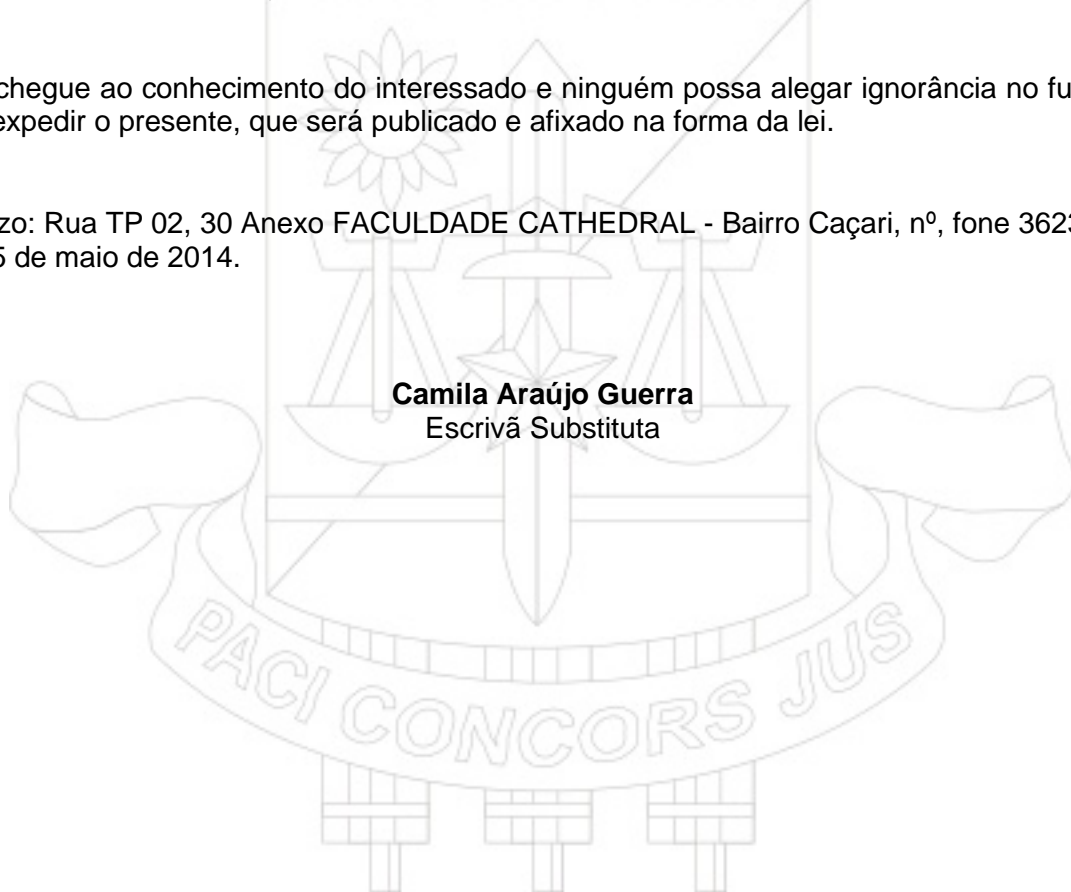 chegue ao conhecimento do interessado e ninguém possa alegar ignorância no fu
expedir o presente, que será publicado e afixado na forma da lei.
zo: Rua TP 02, 30 Anexo FACULDADE CATHEDRAL - Bairro Caçari, nº, fone 362
5 de maio de 2014.
Camila Araújo Guerra
Escrivã Substituta
PACI CONCORS JUS